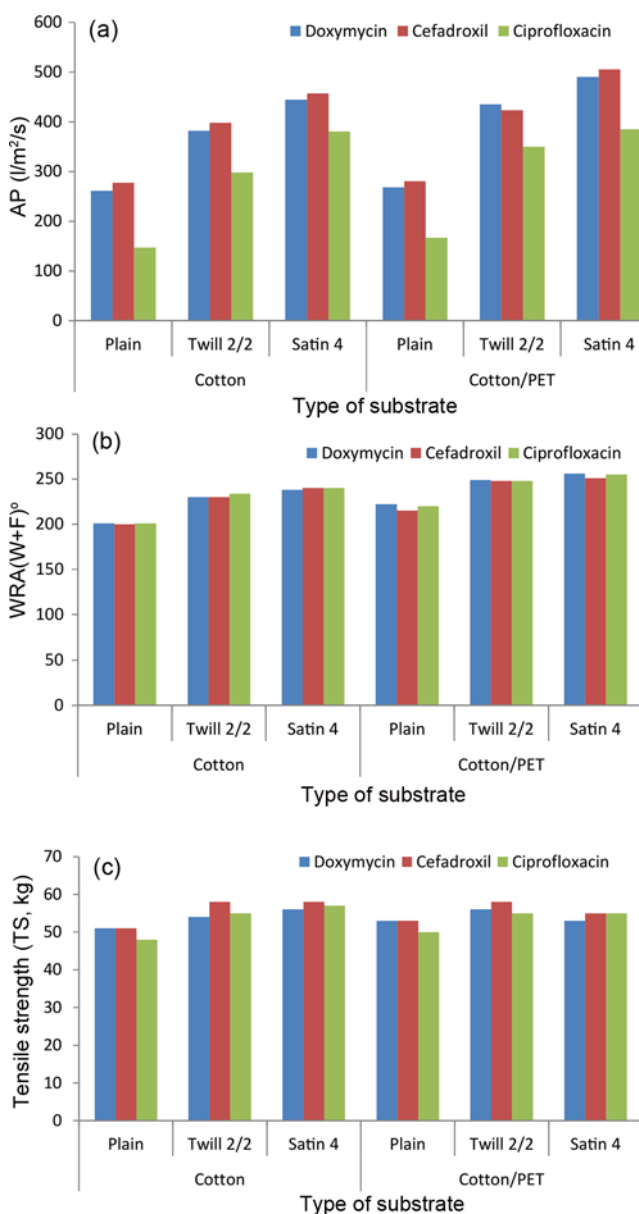 (a)
Doxymycin Cefadroxil Ciprofloxacin
AP (l/m²/s)
600
500
400
300
200
100
0
Plain Twill 2/2 Satin 4 Plain Twill 2/2 Satin 4
Cotton Cotton/PET
Type of substrate
(b)
Doxymycin Cefadroxil Ciprofloxacin
WRA(W+F)º
300
250
200
150
100
50
0
Plain Twill 2/2 Satin 4 Plain Twill 2/2 Satin 4
Cotton Cotton/PET
Type of substrate
(c)
Doxymycin Cefadroxil Ciprofloxacin
Tensile strength (TS, kg)
70
60
50
40
30
20
10
0
Plain Twill 2/2 Satin 4 Plain Twill 2/2 Satin 4
Cotton Cotton/PET
Type of substrate